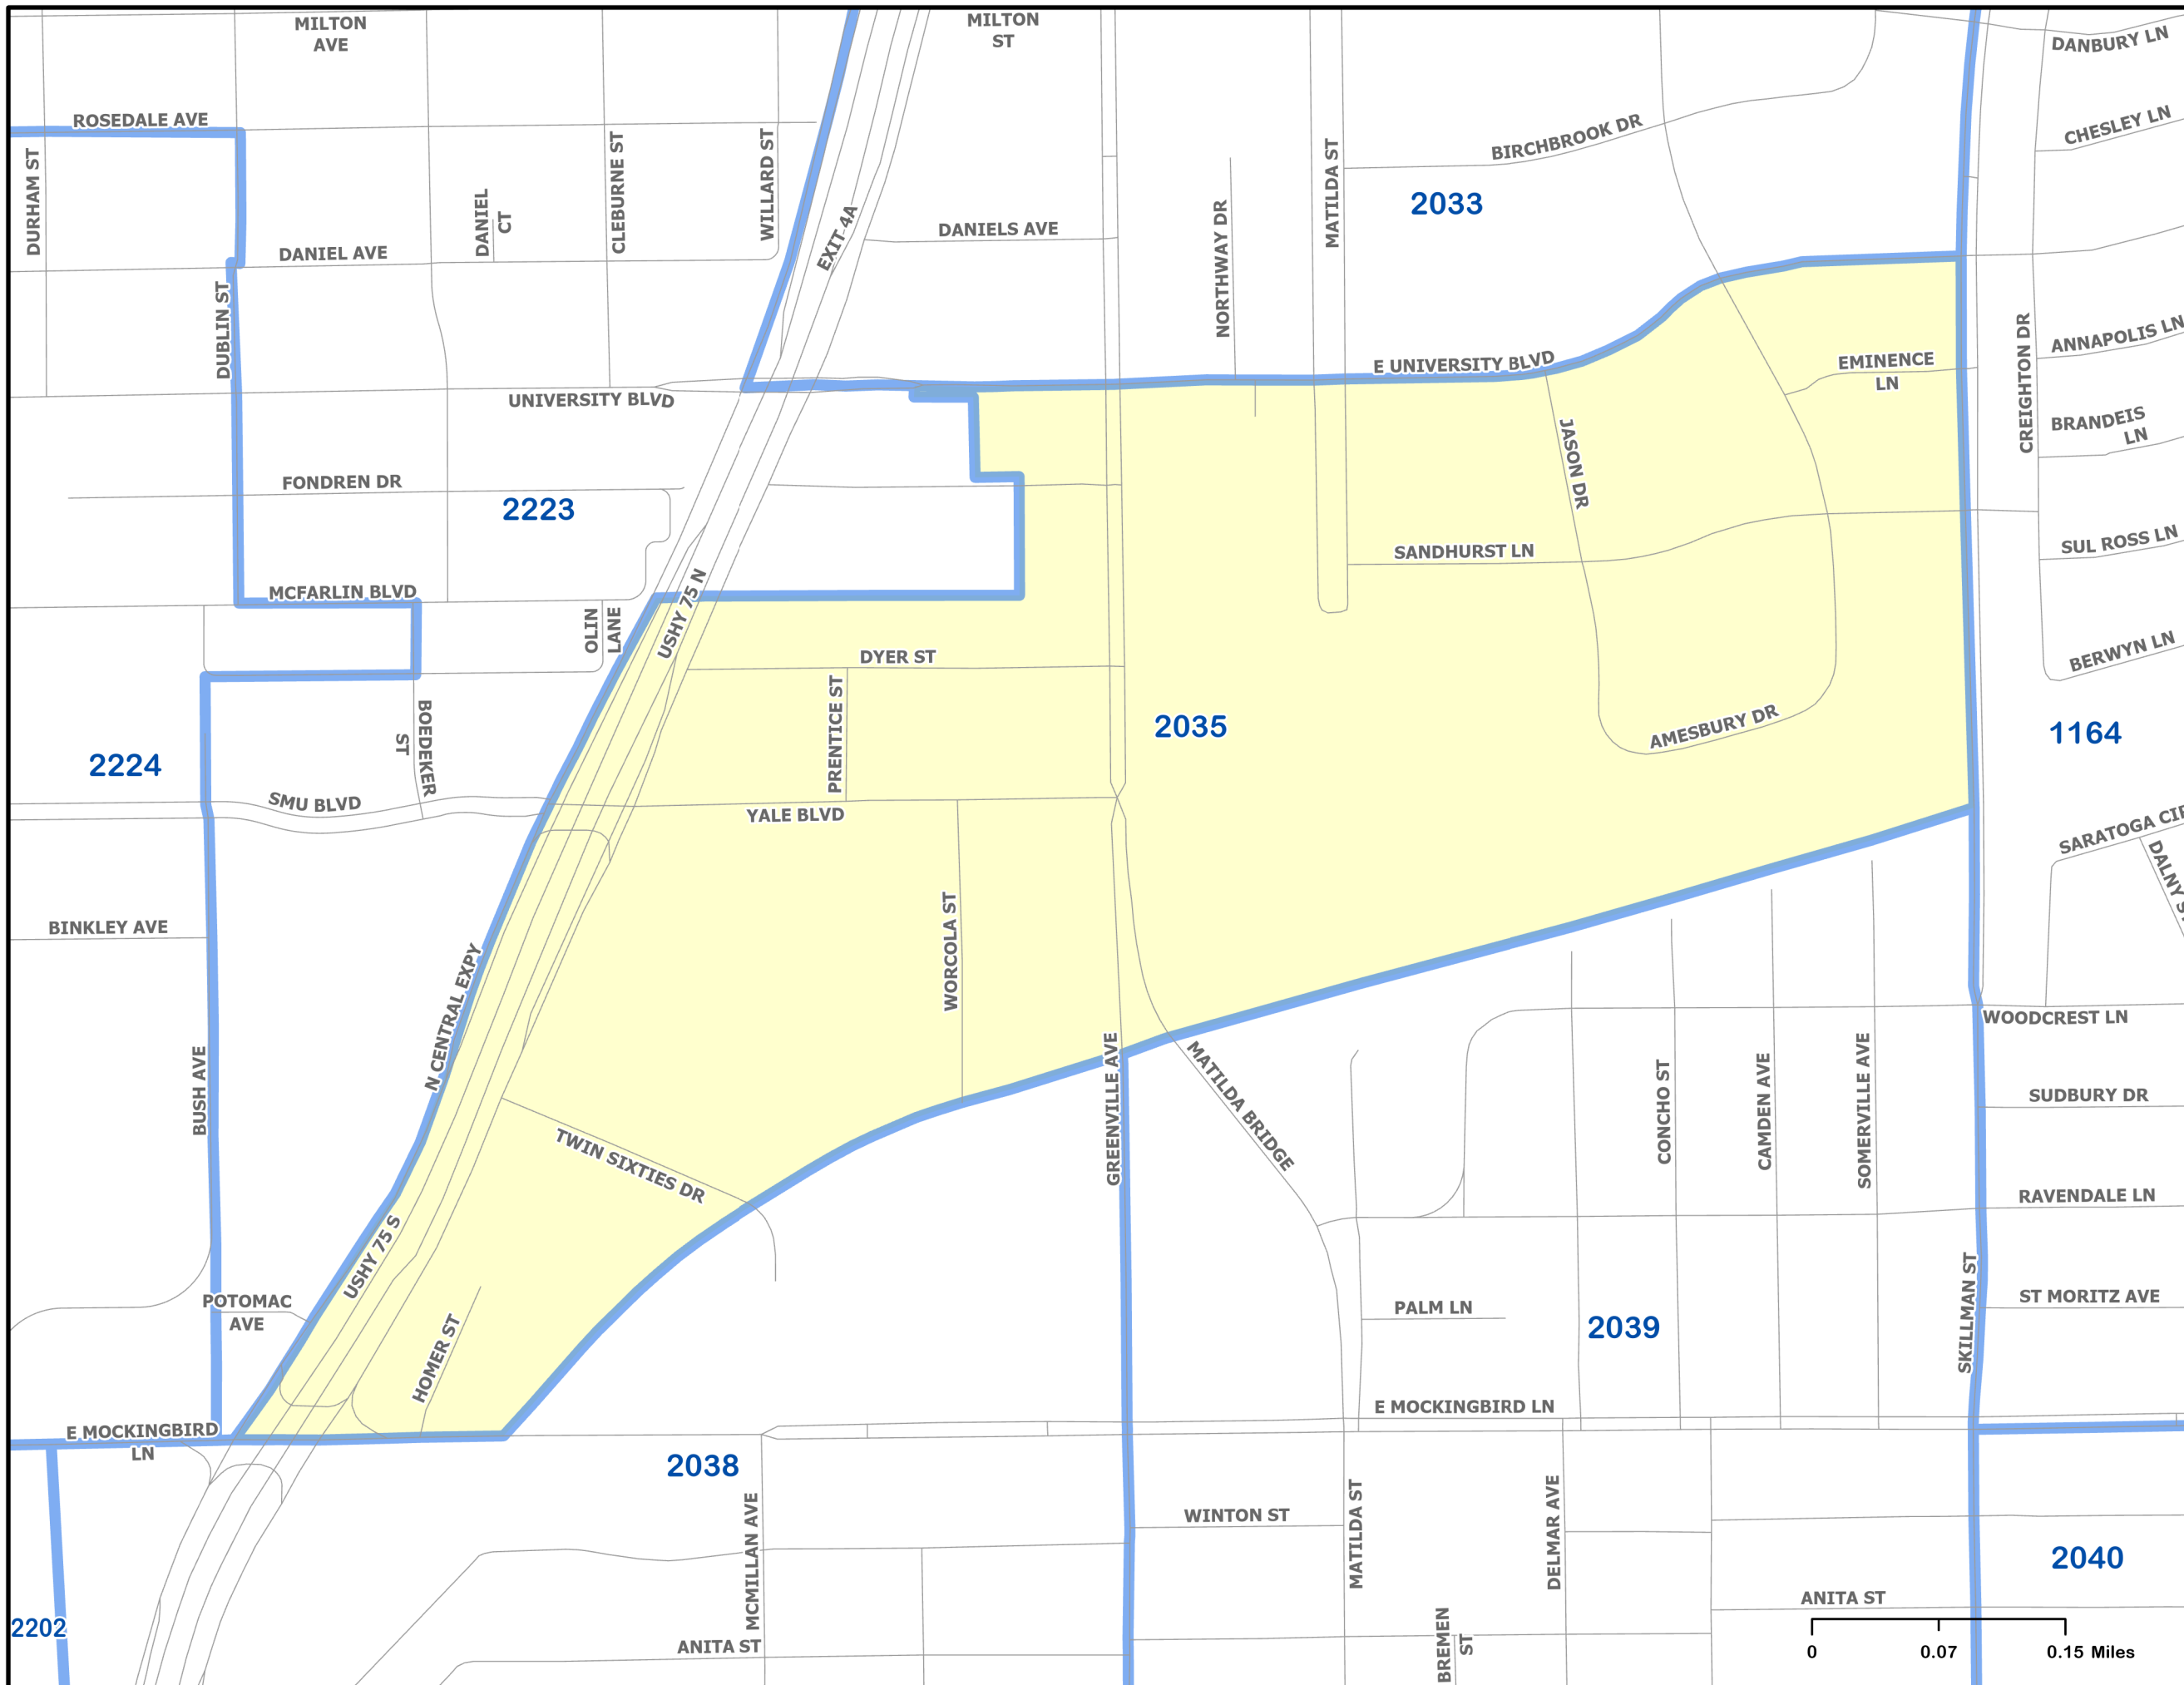 MILTON
AVE
MILTON
ST
DANBURY LN
ROSEDALE AVE
CHESLEY LN
BIRCHBROOK DR
DURHAM ST
DANIEL
CT
CLEBURNE ST
WILLARD ST
EXIT 4A
DANIELS AVE
NORTHWAY DR
MATILDA ST
2033
DANIEL AVE
DUBLIN ST
CREIGHTON DR
ANNAPOLIS LN
E UNIVERSITY BLVD
EMINENCE
LN
UNIVERSITY BLVD
BRANDEIS
LN
JASON DR
FONDREN DR
2223
SANDHURST LN
SUL ROSS LN
MCFARLIN BLVD
OLIN
LANE
USHY 75 N
DYER ST
BERWYN LN
PRENTICE ST
2035
AMESBURY DR
1164
BOEDEKER
ST
2224
SMU BLVD
YALE BLVD
SARATOGA CIR
DALNY S
BINKLEY AVE
WORCOLA ST
N CENTRAL EXPY
WOODCREST LN
BUSH AVE
GREENVILLE AVE
MATILDA BRIDGE
CONCHO ST
CAMDEN AVE
SOMERVILLE AVE
SUDBURY DR
TWIN SIXTIES DR
RAVENDALE LN
USHY 75 S
POTOMAC
AVE
HOMER ST
PALM LN
2039
SKILLMAN ST
ST MORITZ AVE
E MOCKINGBIRD LN
E MOCKINGBIRD
LN
2038
MCMILLAN AVE
WINTON ST
MATILDA ST
DELMAR AVE
2040
ANITA ST
2202
ANITA ST
BREMEN
ST
0 0.07 0.15 Miles